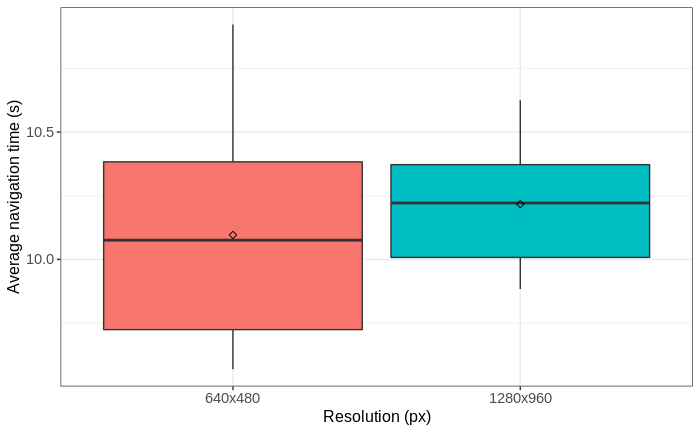 Average navigation time (s)
10.5
10.0
640x480
1280x960
Resolution (px)